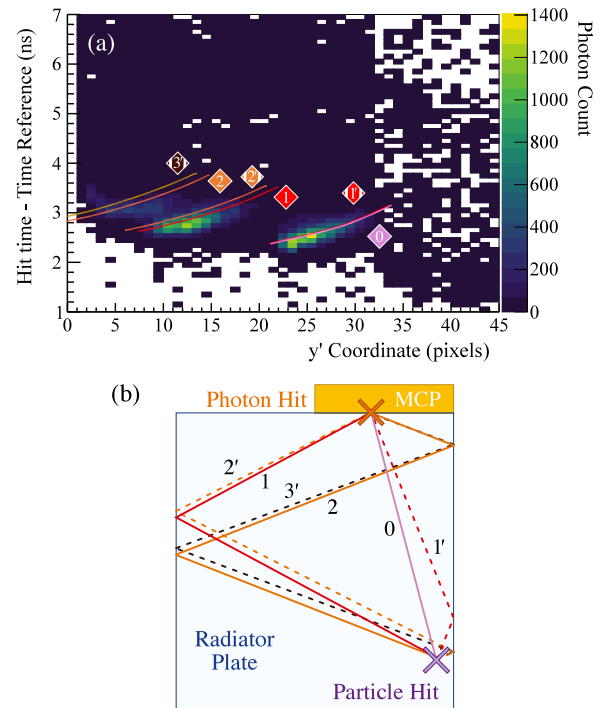 (a)
Hit time - Time Reference (ns)
7
6
5
4
3
2
1
3'
2
2'
1
1'
0
0 5 10 15 20 25 30 35 40 45
y' Coordinate (pixels)
1400
1200
1000
800
600
400
200
0
Photon Count
(b)
Photon Hit
MCP
2'
1
3'
2
0
1'
Radiator
Plate
Particle Hit